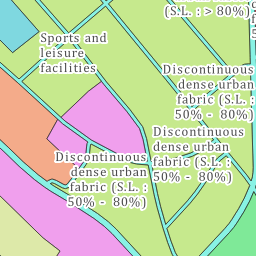 (S.L. : > 80%)
Sports and
leisure
facilities
Discontinuous
dense urban
fabric (S.L. :
50% - 80%)
Discontinuous
dense urban
fabric (S.L. :
50% - 80%)
Discontinuous
dense urban
fabric (S.L. :
50% - 80%)